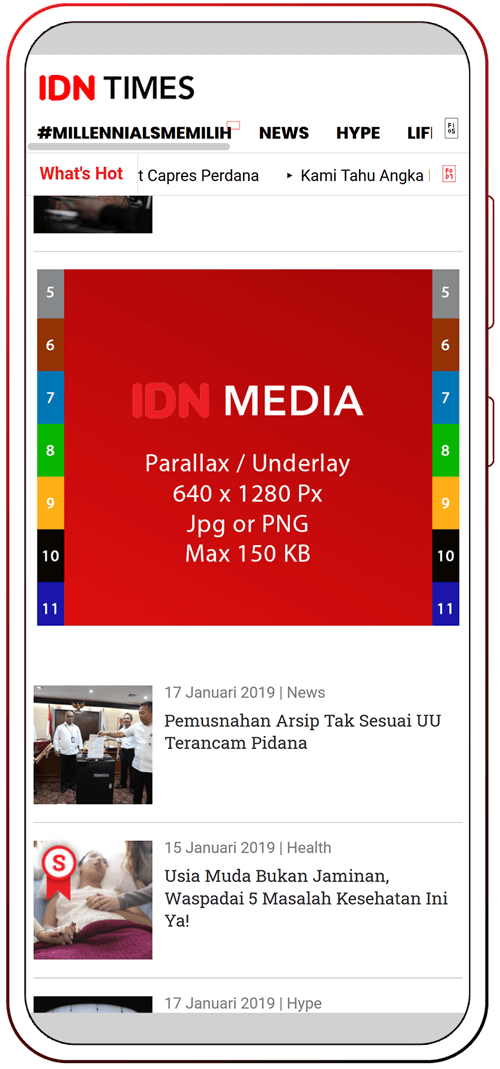 IDN TIMES
#MILLENNIALSMEMILIH NEWS HYPE LIF
What's Hot t Capres Perdana ‣ Kami Tahu Angka
5 5
6 6
7 7
8 8
9 9
10 10
11 11
IDN MEDIA
Parallax / Underlay
640 x 1280 Px
Jpg or PNG
Max 150 KB
17 Januari 2019 | News
Pemusnahan Arsip Tak Sesuai UU
Terancam Pidana
S
15 Januari 2019 | Health
Usia Muda Bukan Jaminan,
Waspadai 5 Masalah Kesehatan Ini
Ya!
17 Januari 2019 | Hype